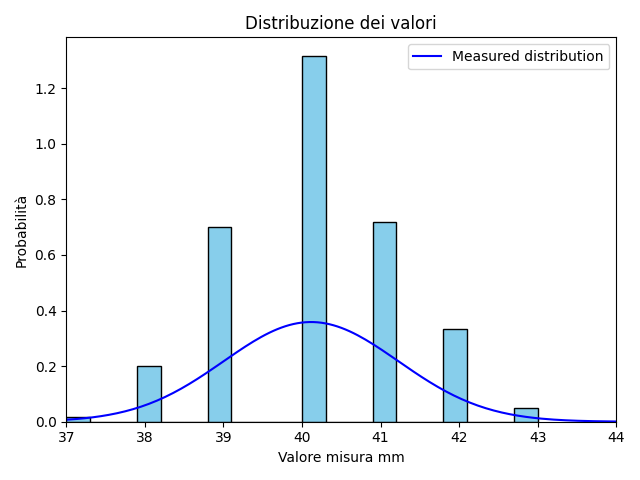 Distribuzione dei valori
Measured distribution
Probabilità
1.2
1.0
0.8
0.6
0.4
0.2
0.0
37 38 39 40 41 42 43 44
Valore misura mm